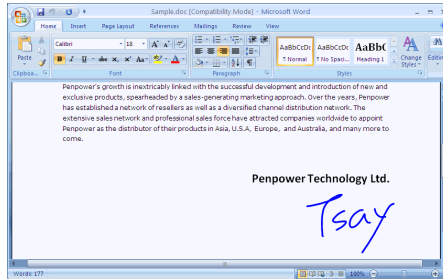 Sample.doc [Compatibility Mode] - Microsoft Word
Home Insert Page Layout References Mailings Review View
Calibri 18
AaBbCcDc AaBbCcDc AaBbC
Paste
¶ Normal ¶ No Spaci... Heading 1
Change Styles
Editing
Clipboa... Font Paragraph Styles
Penpower's growth is inextricably linked with the successful development and introduction of new and
exclusive products, spearheaded by a sales-generating marketing approach. Over the years, Penpower
has established a network of resellers as well as a diversified channel distribution network. The
extensive sales network and professional sales force have attracted companies worldwide to appoint
Penpower as the distributor of their products in Asia, U.S.A, Europe, and Australia, and many more to
come.
Penpower Technology Ltd.
Tsay
Words: 177
100%